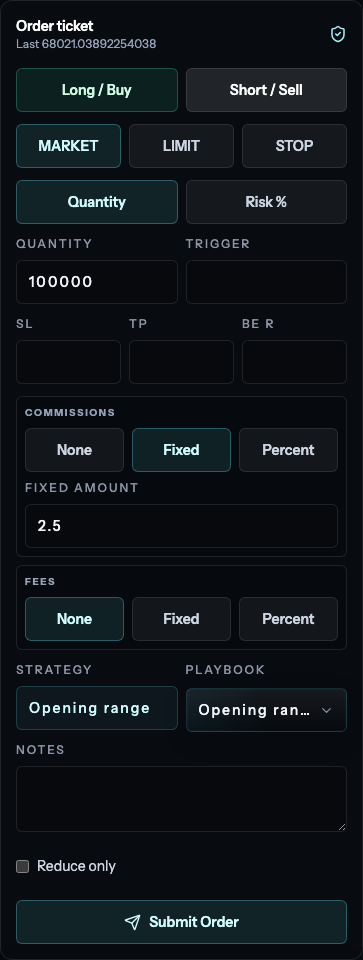 Order ticket
Last 68021.03892254038
Long / Buy Short / Sell
MARKET LIMIT STOP
Quantity Risk %
QUANTITY TRIGGER
100000
SL TP BE R
COMMISSIONS
None Fixed Percent
FIXED AMOUNT
2.5
FEES
None Fixed Percent
STRATEGY PLAYBOOK
Opening range Opening ran...
NOTES
Reduce only
Submit Order